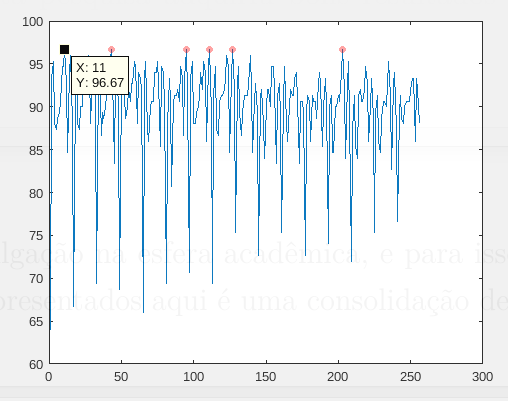 100
95
X: 11
Y: 96.67
90
85
80
75
lgação na esfera acadêmica, e para iss
70
presentados aqui é uma consolidação de
65
60
0 50 100 150 200 250 300